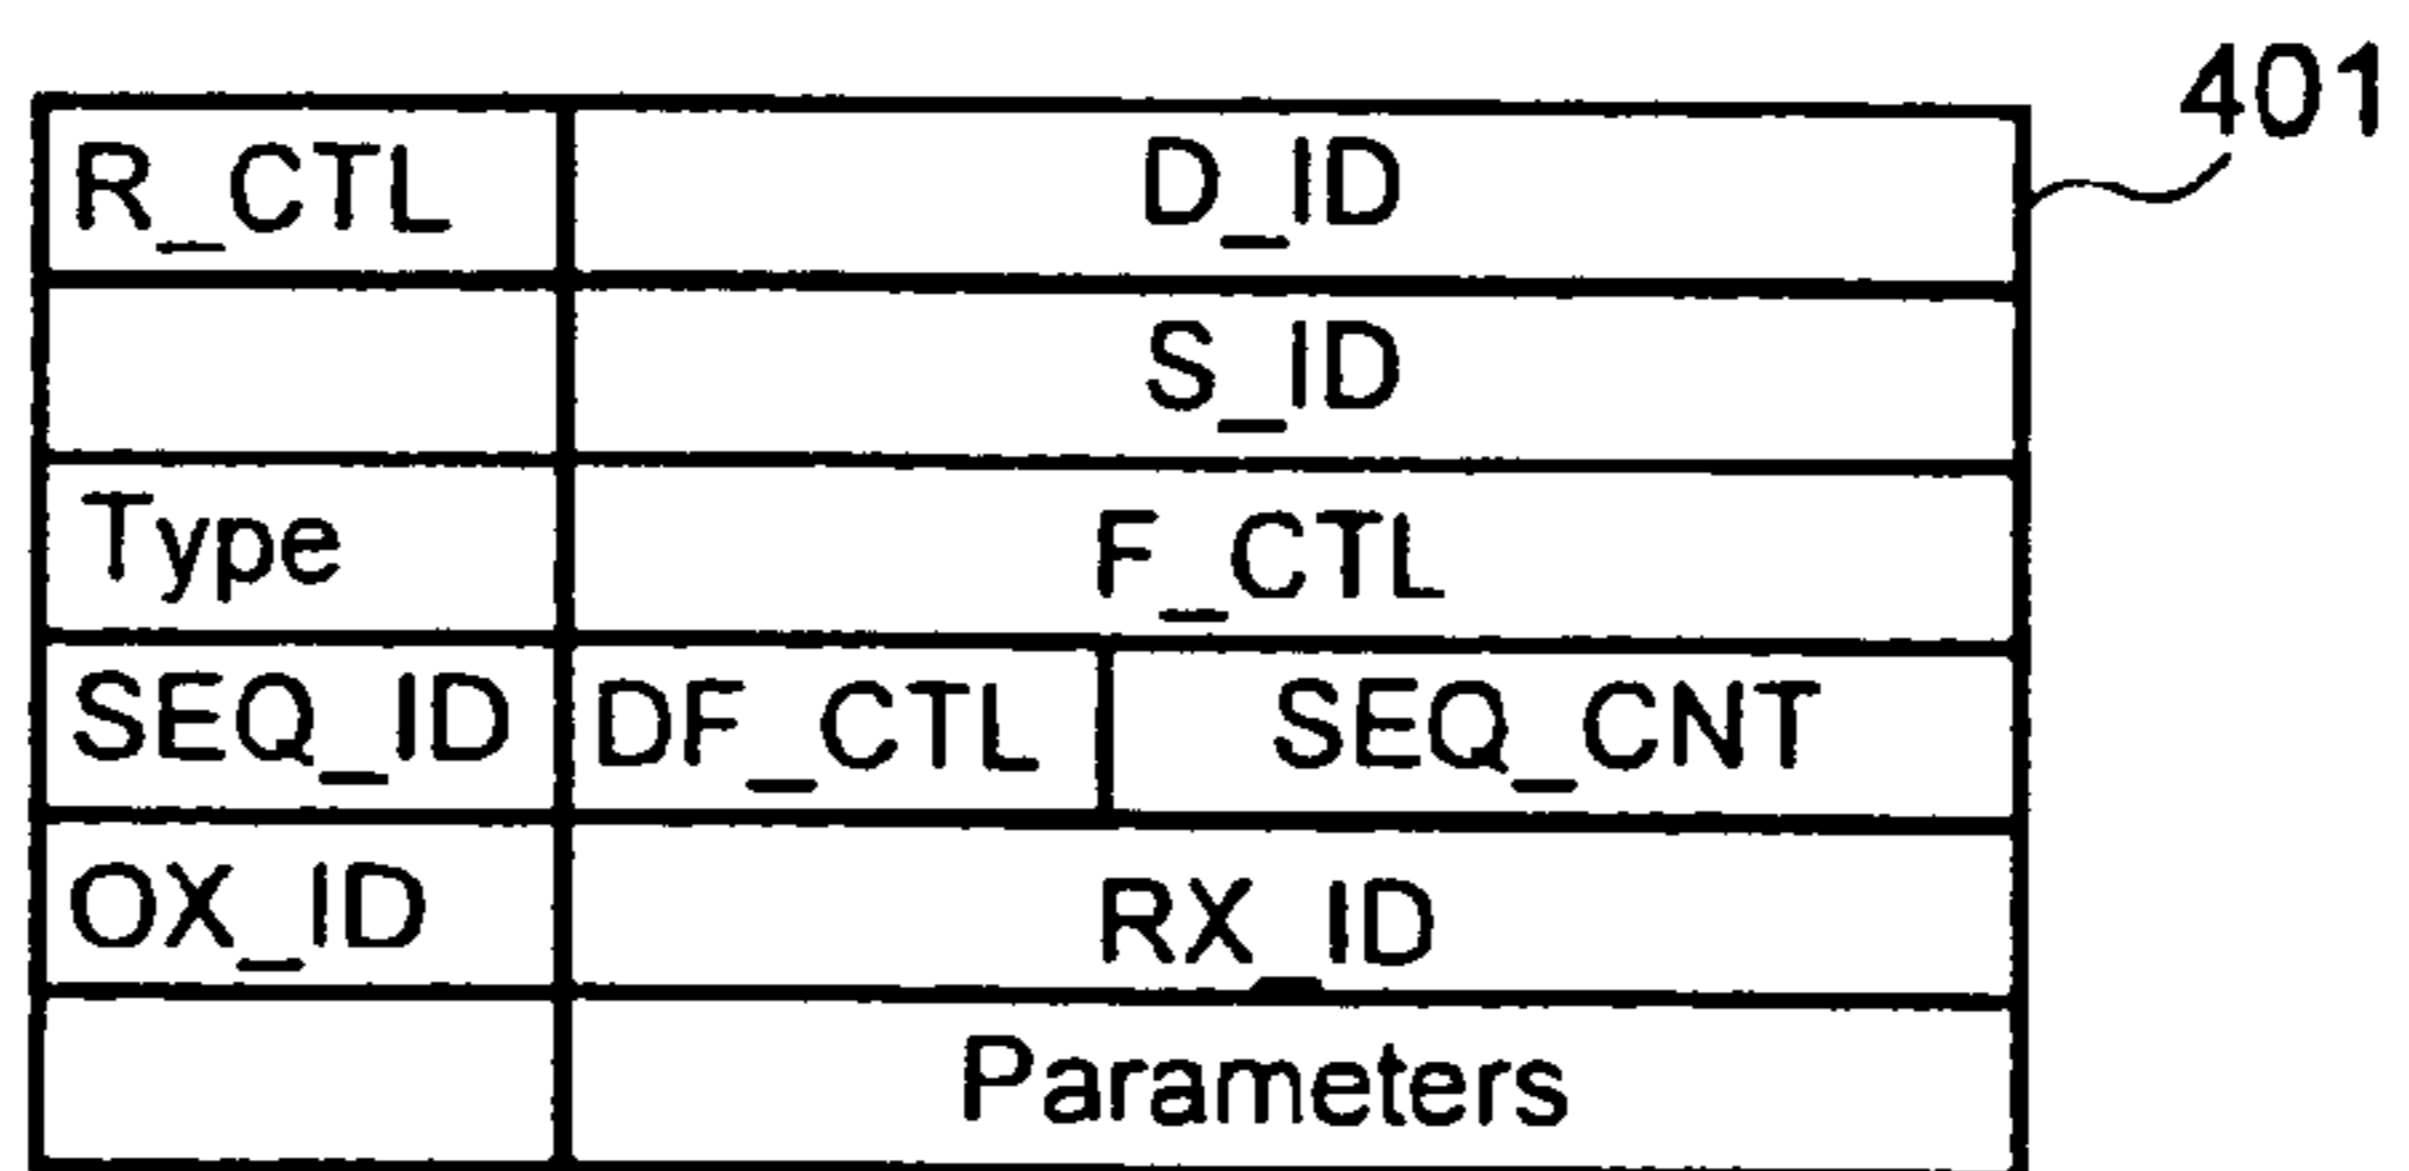 401
R_CTL D_ID
S_ID
Type F_CTL
SEQ_ID DF_CTL SEQ_CNT
OX_ID RX_ID
Parameters